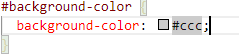 #background-color {
background-color: #ccc;
}